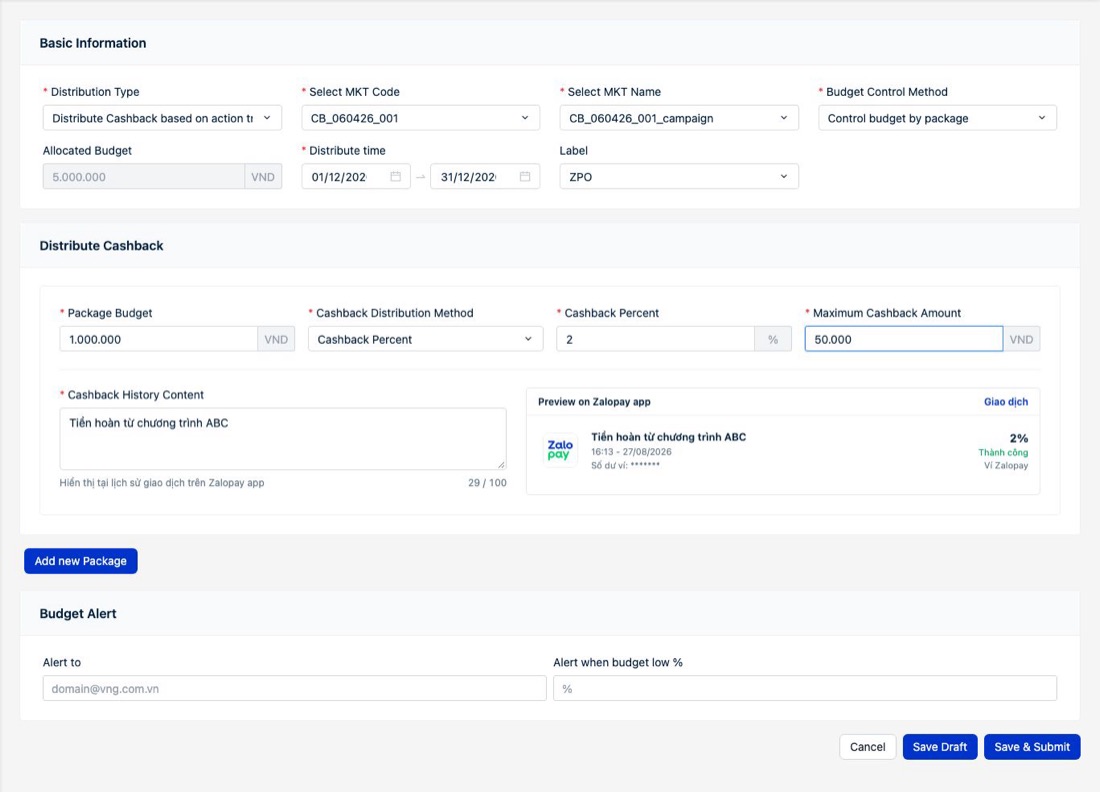 Basic Information
* Distribution Type
* Select MKT Code
* Select MKT Name
* Budget Control Method
Distribute Cashback based on action tr
CB_060426_001
CB_060426_001_campaign
Control budget by package
Allocated Budget
* Distribute time
Label
5.000.000 VND
01/12/202
31/12/202
ZPO
Distribute Cashback
* Package Budget
* Cashback Distribution Method
* Cashback Percent
* Maximum Cashback Amount
1.000.000 VND
Cashback Percent
2 %
50.000 VND
* Cashback History Content
Tiền hoàn từ chương trình ABC
Hiển thị tại lịch sử giao dịch trên Zalopay app
29 / 100
Preview on Zalopay app
Giao dịch
Zalo
pay
Tiền hoàn từ chương trình ABC
16:13 - 27/08/2026
Số dư ví: *******
2%
Thành công
Ví Zalopay
Add new Package
Budget Alert
Alert to
Alert when budget low %
domain@vng.com.vn
%
Cancel
Save Draft
Save & Submit